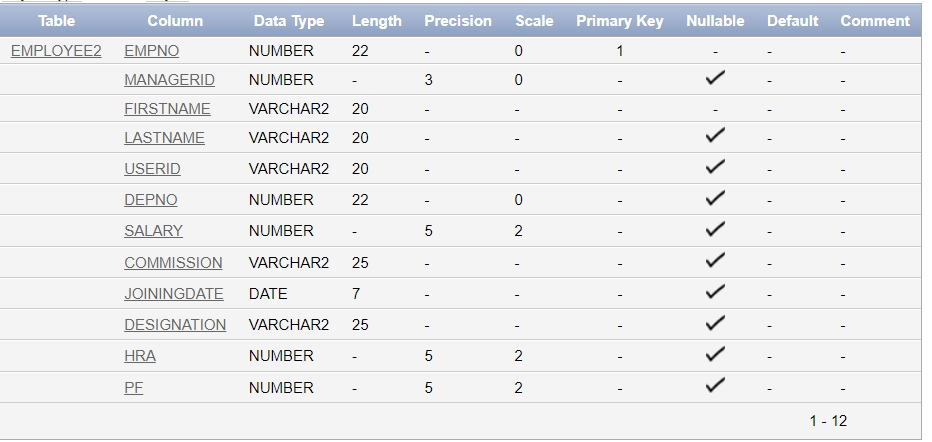 Table Column Data Type Length Precision Scale Primary Key Nullable Default Comment
EMPLOYEE2 EMPNO NUMBER 22 - 0 1 - - -
MANAGERID NUMBER - 3 0 - ✓ - -
FIRSTNAME VARCHAR2 20 - - - - - -
LASTNAME VARCHAR2 20 - - - ✓ - -
USERID VARCHAR2 20 - - - ✓ - -
DEPNO NUMBER 22 - 0 - ✓ - -
SALARY NUMBER - 5 2 - ✓ - -
COMMISSION VARCHAR2 25 - - - ✓ - -
JOININGDATE DATE 7 - - - ✓ - -
DESIGNATION VARCHAR2 25 - - - ✓ - -
HRA NUMBER - 5 2 - ✓ - -
PF NUMBER - 5 2 - ✓ - -
1 - 12